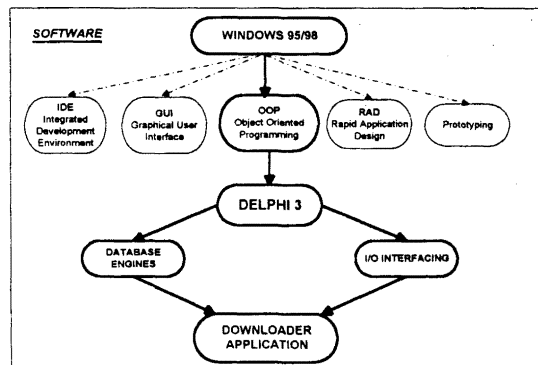 SOFTWARE
WINDOWS 95/98
IDE
Integrated
Development
Environment
GUI
Graphical User
Interface
OOP
Object Oriented
Programming
RAD
Rapid Application
Design
Prototyping
DELPHI 3
DATABASE
ENGINES
I/O INTERFACING
DOWNLOADER
APPLICATION